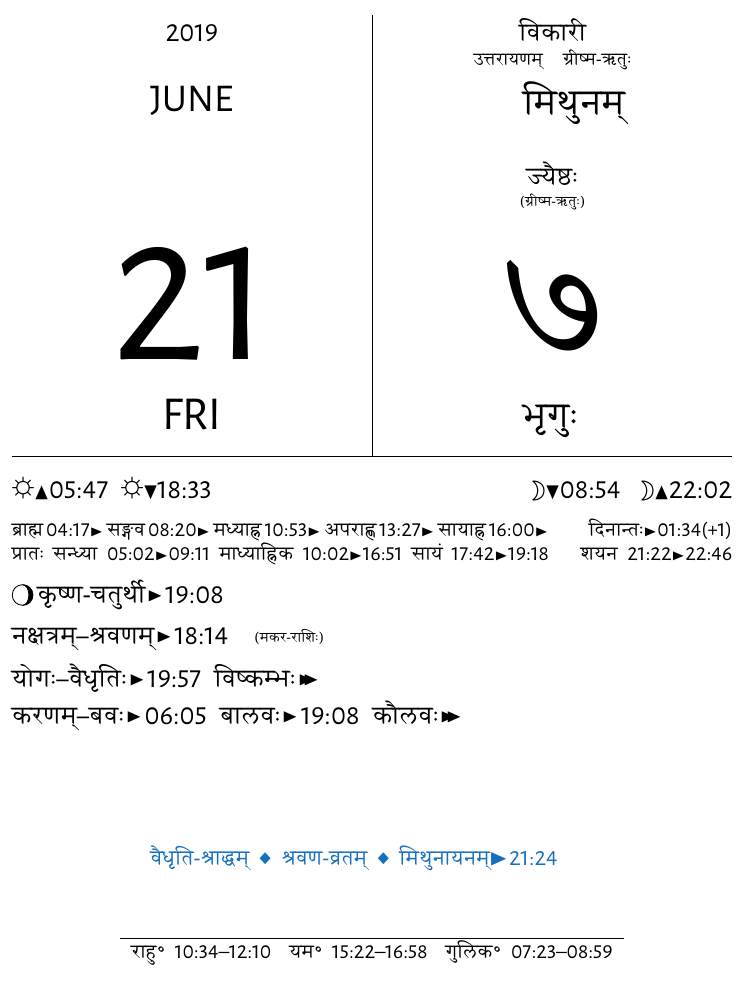 2019
JUNE
21
FRI
विकारी
उत्तरायणम् ग्रीष्म-ऋतुः
मिथुनम्
ज्यैष्ठः
(ग्रीष्म-ऋतुः)
७
भृगुः
☼▲05:47 ☼▼18:33 ☽▼08:54 ☽▲22:02
ब्राह्म 04:17► सङ्गव 08:20► मध्याह्न 10:53► अपराह्ण 13:27► सायाह्न 16:00► दिनान्तः►01:34(+1)
प्रातः सन्ध्या 05:02►09:11 माध्याह्निक 10:02►16:51 सायं 17:42►19:18 शयन 21:22►22:46
कृष्ण-चतुर्थी►19:08
नक्षत्रम्–श्रवणम्►18:14 (मकर-राशिः)
योगः–वैधृतिः►19:57 विष्कम्भः►►
करणम्–बवः►06:05 बालवः►19:08 कौलवः►►
वैधृति-श्राद्धम् ◆ श्रवण-व्रतम् ◆ मिथुनायनम्►21:24
राहु° 10:34–12:10 यम° 15:22–16:58 गुलिक° 07:23–08:59